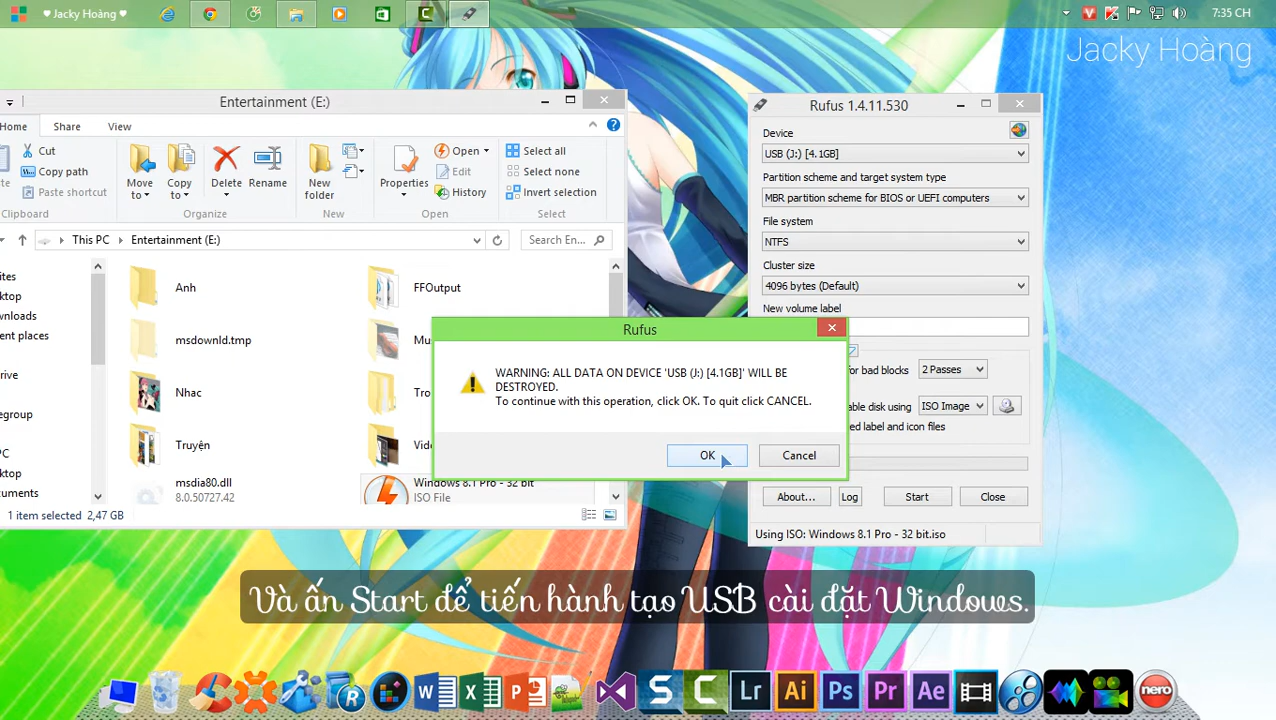 ♥ Jacky Hoàng ♥
7:35 CH
Jacky Hoàng
Entertainment (E:)
Home Share View
Cut
Copy path
Paste shortcut
Move to
Copy to
Delete
Rename
New folder
Properties
Open
Edit
History
Select all
Select none
Invert selection
Organize
New
Open
Select
This PC
Entertainment (E:)
Search En...
Anh
FFOutput
msdownld.tmp
Mu
Nhac
Tro
Truyện
Vid
msdia80.dll
8.0.50727.42
Windows 8.1 Pro - 32 bit
ISO File
1 item selected 2,47 GB
Rufus 1.4.11.530
Device
USB (J:) [4.1GB]
Partition scheme and target system type
MBR partition scheme for BIOS or UEFI computers
File system
NTFS
Cluster size
4096 bytes (Default)
New volume label
for bad blocks 2 Passes
ISO Image
label and icon files
About... Log Start Close
Using ISO: Windows 8.1 Pro - 32 bit.iso
Rufus
WARNING: ALL DATA ON DEVICE 'USB (J:) [4.1GB]' WILL BE
DESTROYED.
To continue with this operation, click OK. To quit click CANCEL.
OK Cancel
Và ấn Start để tiến hành tạo USB cài đặt Windows.
Lr Ai Ps Pr Ae
nero